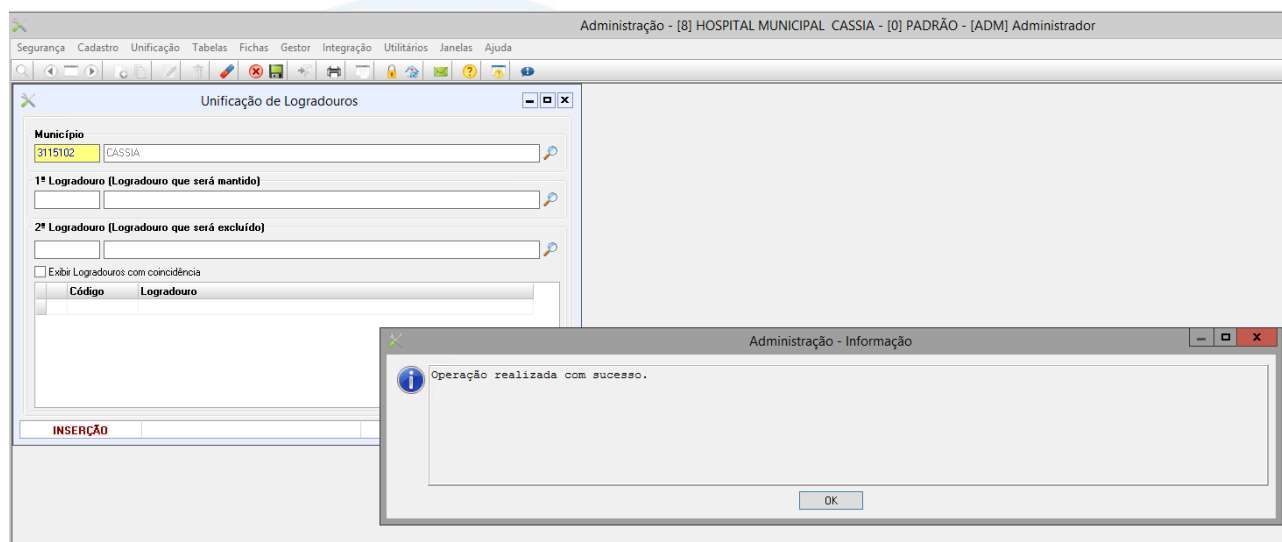 Administração - [8] HOSPITAL MUNICIPAL CASSIA - [0] PADRÃO - [ADM] Administrador
Segurança Cadastro Unificação Tabelas Fichas Gestor Integração Utilitários Janelas Ajuda
Unificação de Logradouros
Município
3115102 CASSIA
1º Logradouro (Logradouro que será mantido)
2º Logradouro (Logradouro que será excluído)
Exibir Logradouros com coincidência
Código Logradouro
INSERÇÃO
Administração - Informação
Operação realizada com sucesso.
OK